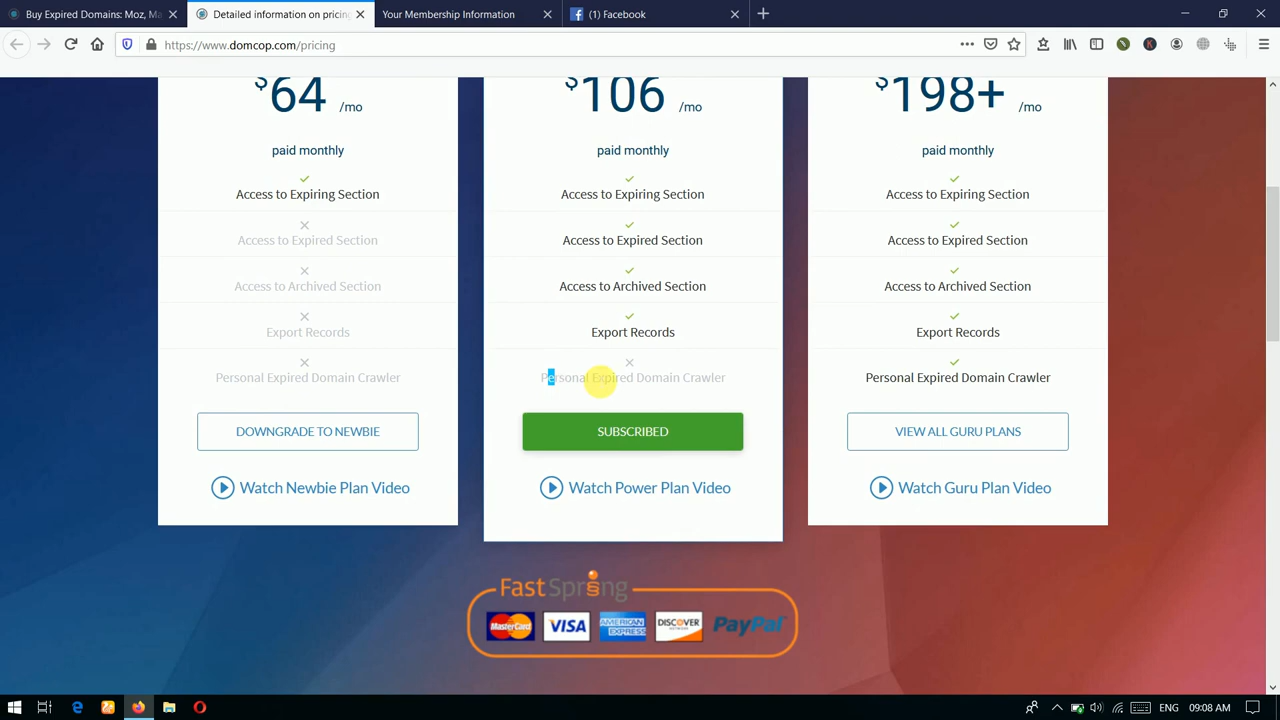 Buy Expired Domains: Moz, Ma
Detailed information on pricing
Your Membership Information
(1) Facebook
https://www.domcop.com/pricing
$64 /mo
paid monthly
Access to Expiring Section
Access to Expired Section
Access to Archived Section
Export Records
Personal Expired Domain Crawler
DOWNGRADE TO NEWBIE
Watch Newbie Plan Video
$106 /mo
paid monthly
Access to Expiring Section
Access to Expired Section
Access to Archived Section
Export Records
Personal Expired Domain Crawler
SUBSCRIBED
Watch Power Plan Video
$198+ /mo
paid monthly
Access to Expiring Section
Access to Expired Section
Access to Archived Section
Export Records
Personal Expired Domain Crawler
VIEW ALL GURU PLANS
Watch Guru Plan Video
FastSpring
MasterCard VISA AMERICAN EXPRESS DISCOVER NETWORK PayPal
ENG 09:08 AM